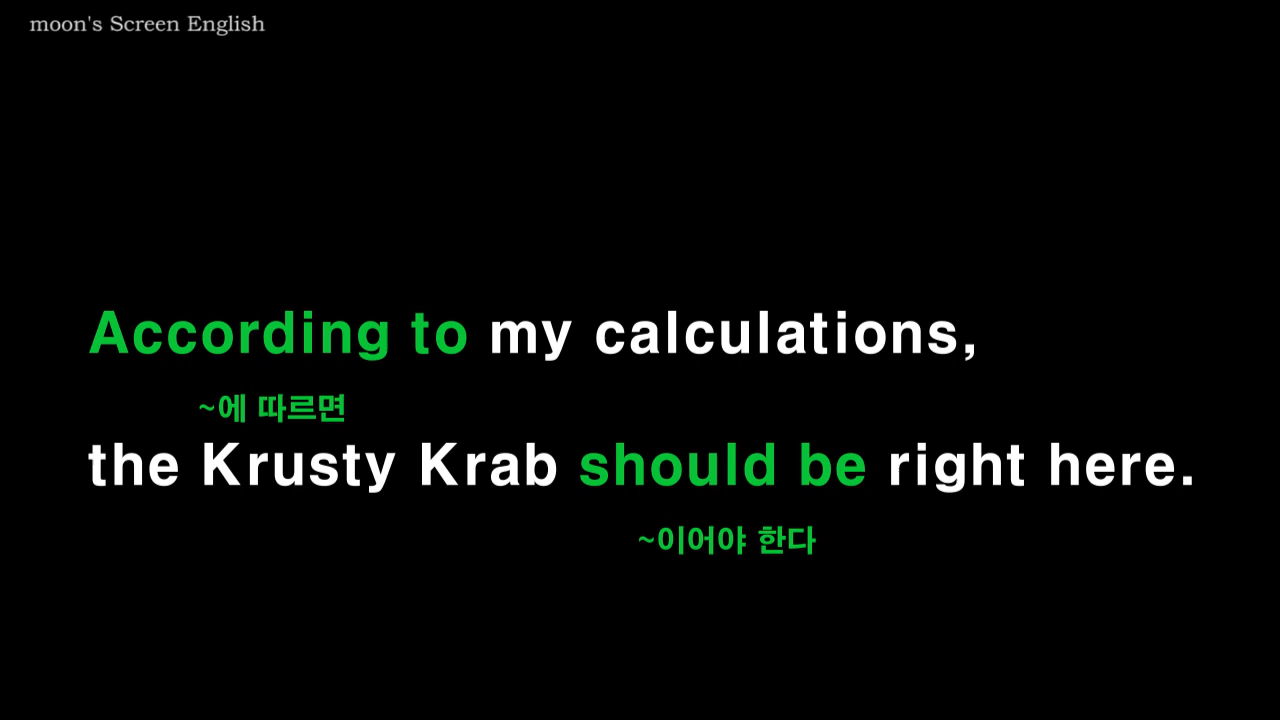 moon's Screen English
According to my calculations,
~에 따르면
the Krusty Krab should be right here.
~이어야 한다